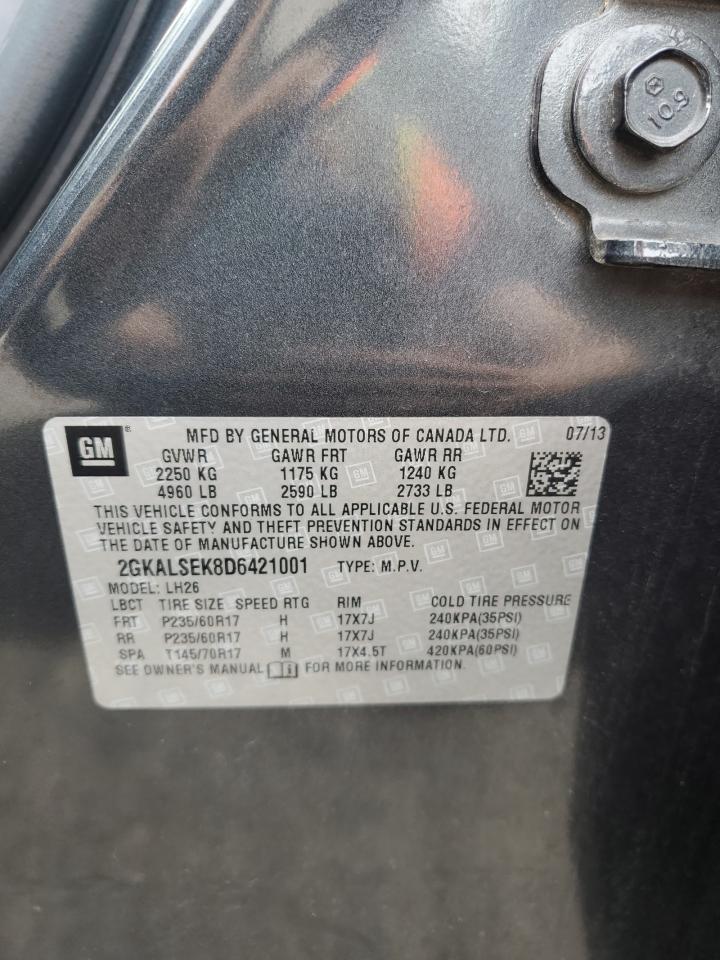 10.9
GM ®
MFD BY GENERAL MOTORS OF CANADA LTD. 07/13
GVWR GAWR FRT GAWR RR
2250 KG 1175 KG 1240 KG
4960 LB 2590 LB 2733 LB
THIS VEHICLE CONFORMS TO ALL APPLICABLE U.S. FEDERAL MOTOR
VEHICLE SAFETY AND THEFT PREVENTION STANDARDS IN EFFECT ON
THE DATE OF MANUFACTURE SHOWN ABOVE.
2GKALSEK8D6421001 TYPE: M.P.V.
MODEL: LH26
LBCT TIRE SIZE SPEED RTG RIM COLD TIRE PRESSURE
FRT P235/60R17 H 17X7J 240KPA(35PSI)
RR P235/60R17 H 17X7J 240KPA(35PSI)
SPA T145/70R17 M 17X4.5T 420KPA(60PSI)
SEE OWNER'S MANUAL FOR MORE INFORMATION.